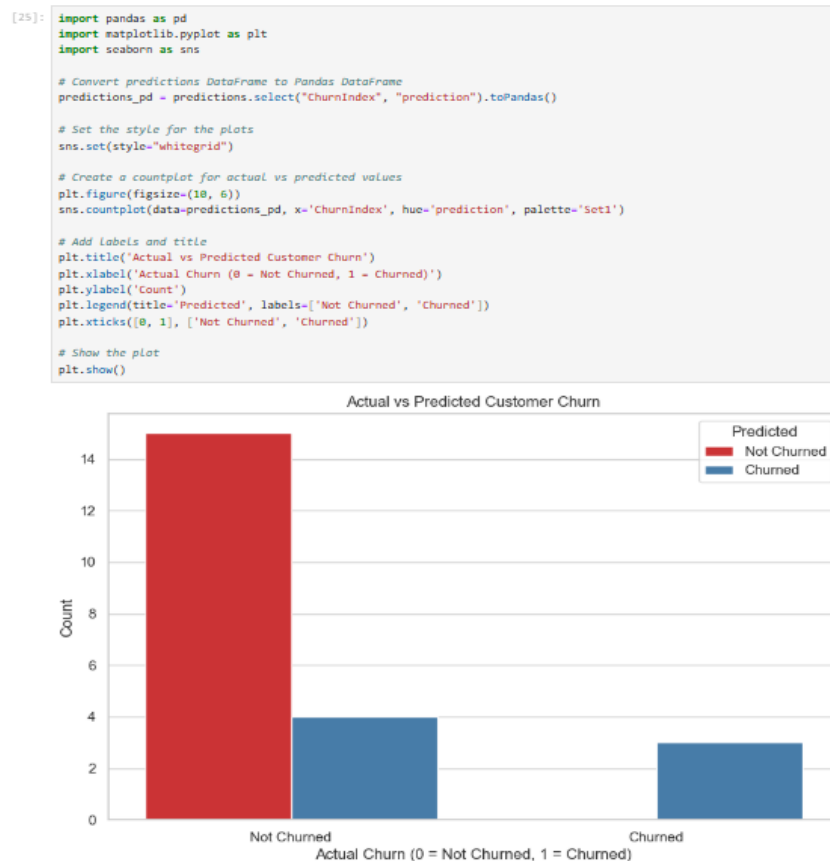 [25]: import pandas as pd
import matplotlib.pyplot as plt
import seaborn as sns
# Convert predictions DataFrame to Pandas DataFrame
predictions_pd = predictions.select("ChurnIndex", "prediction").toPandas()
# Set the style for the plots
sns.set(style="whitegrid")
# Create a countplot for actual vs predicted values
plt.figure(figsize=(10, 6))
sns.countplot(data=predictions_pd, x='ChurnIndex', hue='prediction', palette='Set1')
# Add labels and title
plt.title('Actual vs Predicted Customer Churn')
plt.xlabel('Actual Churn (0 = Not Churned, 1 = Churned)')
plt.ylabel('Count')
plt.legend(title='Predicted', labels=['Not Churned', 'Churned'])
plt.xticks([0, 1], ['Not Churned', 'Churned'])
# Show the plot
plt.show()
Actual vs Predicted Customer Churn
Predicted
Not Churned
Churned
14
12
10
8
6
4
2
0
Count
Not Churned Churned
Actual Churn (0 = Not Churned, 1 = Churned)